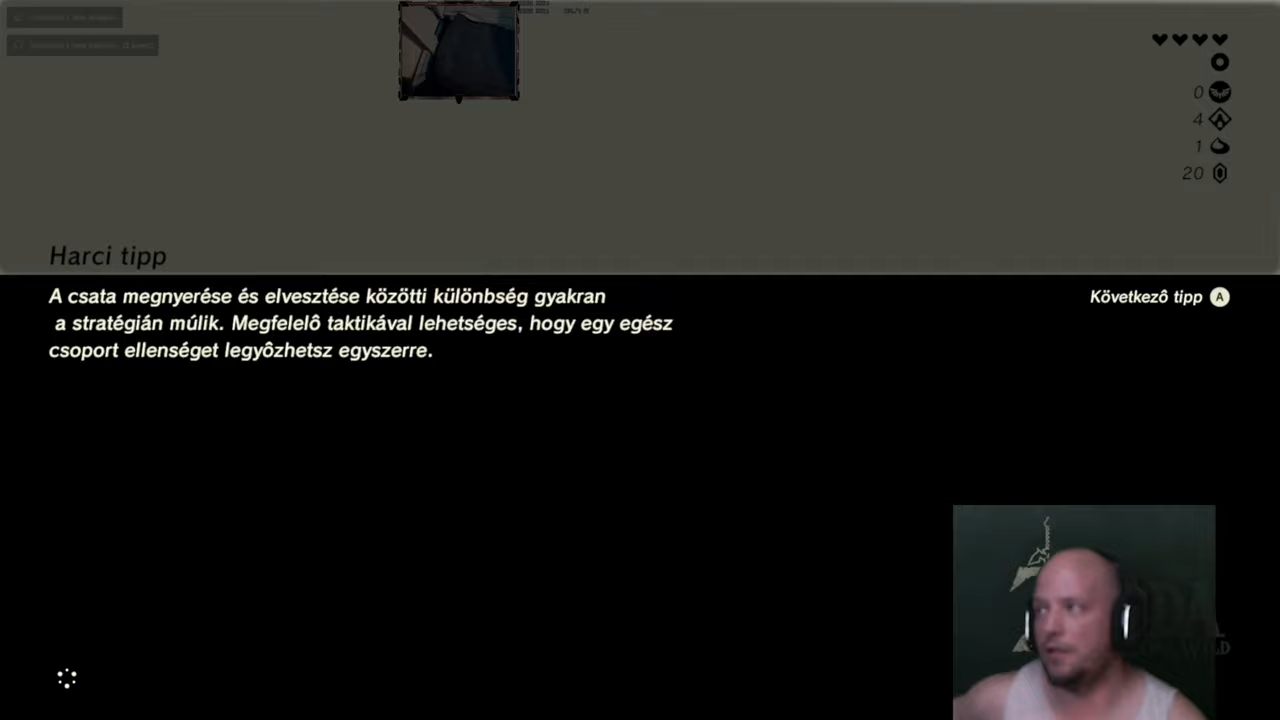 0
4
1
20
Harci tipp
A csata megnyerése és elvesztése közötti különbség gyakran
a stratégián múlik. Megfelelô taktikával lehetséges, hogy egy egész
csoport ellenséget legyôzhetsz egyszerre.
Következô tipp A